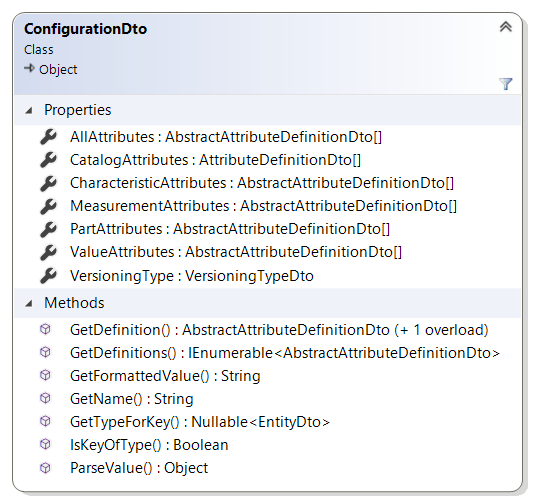 ConfigurationDto
Class
Object
Properties
AllAttributes : AbstractAttributeDefinitionDto[]
CatalogAttributes : AttributeDefinitionDto[]
CharacteristicAttributes : AbstractAttributeDefinitionDto[]
MeasurementAttributes : AbstractAttributeDefinitionDto[]
PartAttributes : AbstractAttributeDefinitionDto[]
ValueAttributes : AbstractAttributeDefinitionDto[]
VersioningType : VersioningTypeDto
Methods
GetDefinition() : AbstractAttributeDefinitionDto (+ 1 overload)
GetDefinitions() : IEnumerable<AbstractAttributeDefinitionDto>
GetFormattedValue() : String
GetName() : String
GetTypeForKey() : Nullable<EntityDto>
IsKeyOfType() : Boolean
ParseValue() : Object